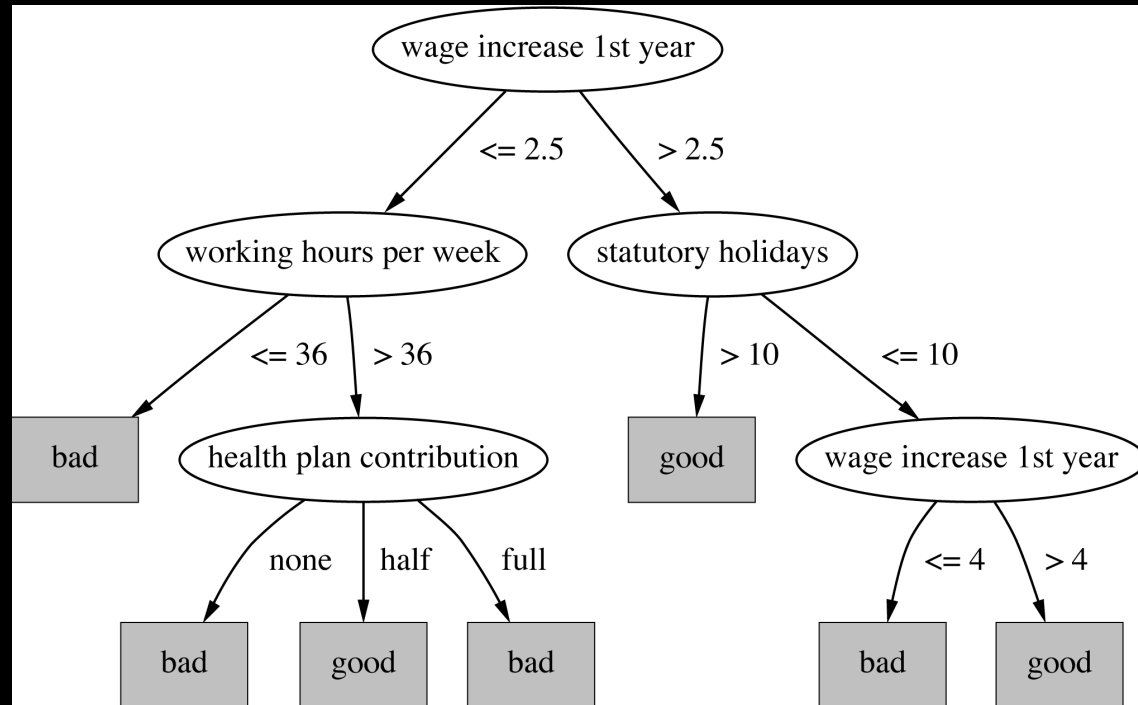 wage increase 1st year
<= 2.5
> 2.5
working hours per week
statutory holidays
<= 36
> 36
> 10
<= 10
bad
health plan contribution
good
wage increase 1st year
none
half
full
<= 4
> 4
bad
good
bad
bad
good